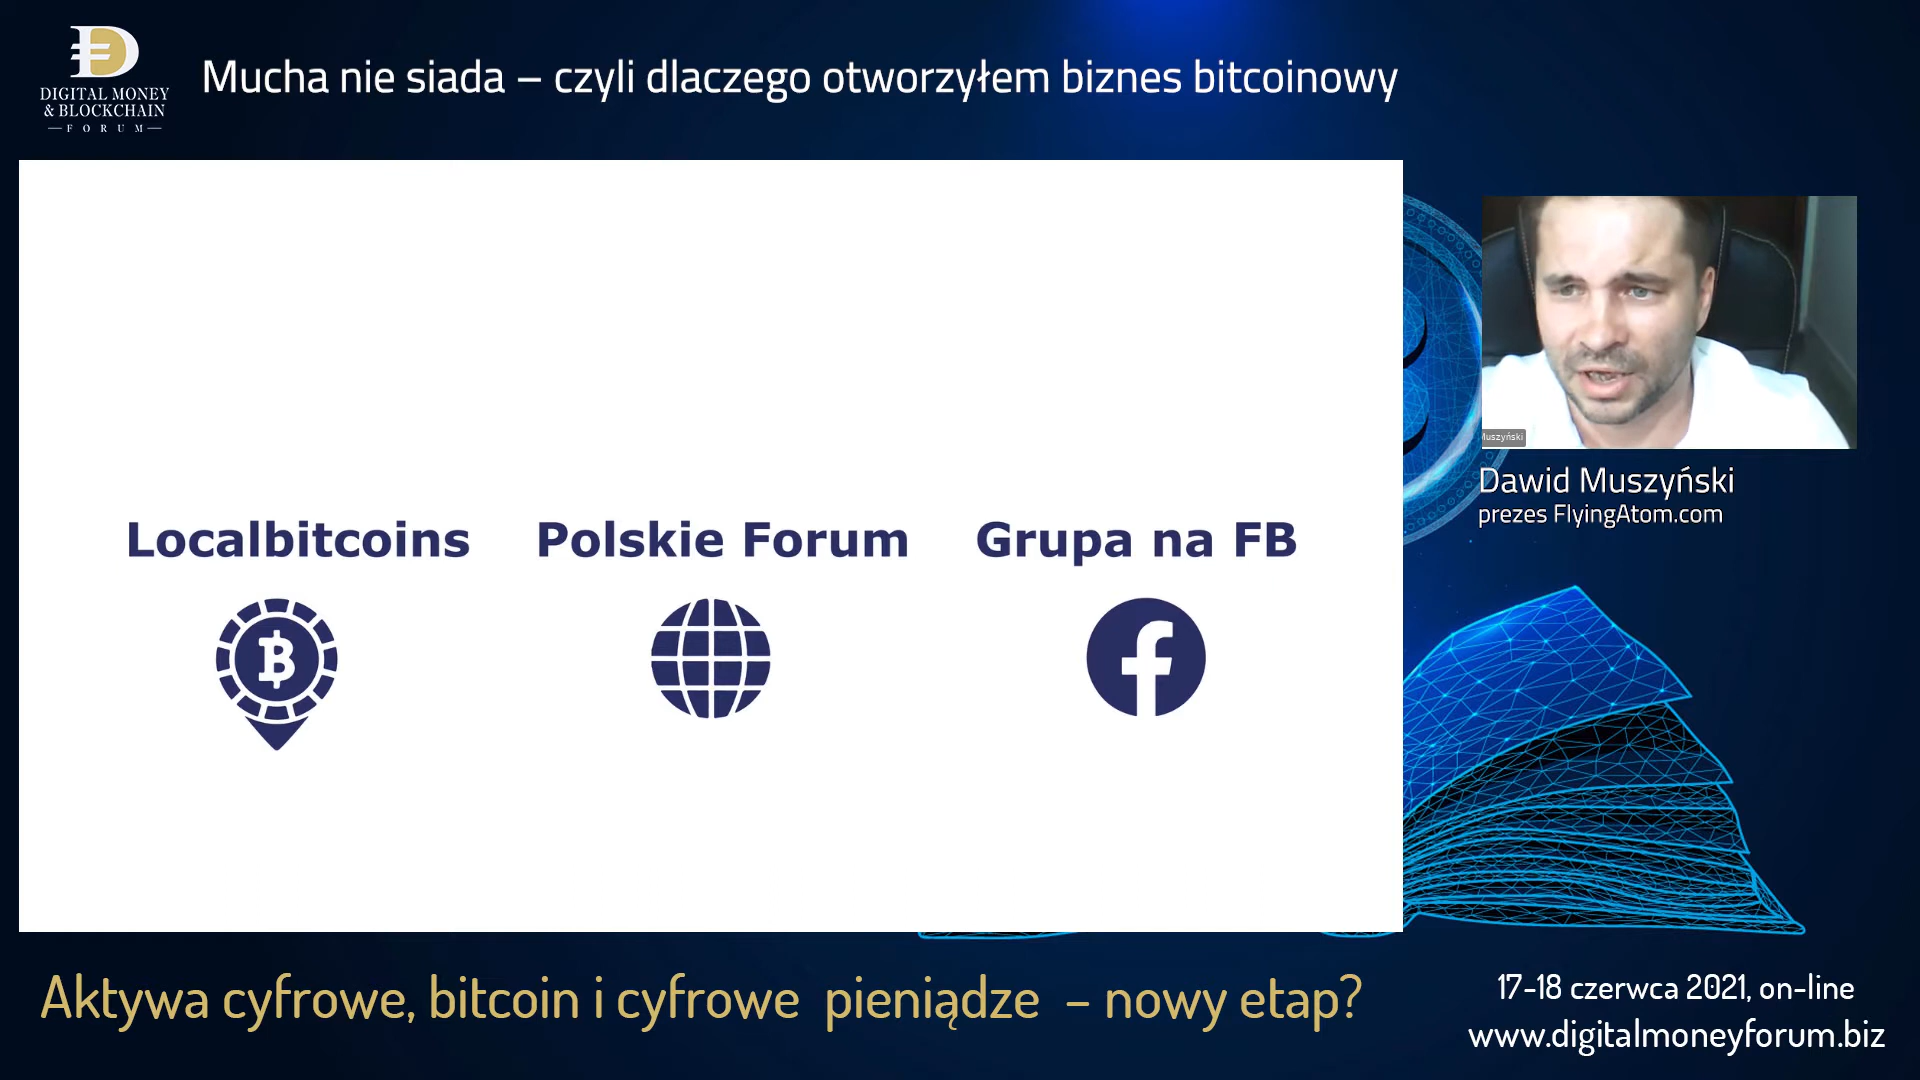 DIGITAL MONEY
& BLOCKCHAIN
FORUM
Mucha nie siada – czyli dlaczego otworzyłem biznes bitcoinowy
Localbitcoins
Polskie Forum
Grupa na FB
Muszyński
Dawid Muszyński
prezes FlyingAtom.com
Aktywa cyfrowe, bitcoin i cyfrowe pieniądze – nowy etap?
17-18 czerwca 2021, on-line
www.digitalmoneyforum.biz